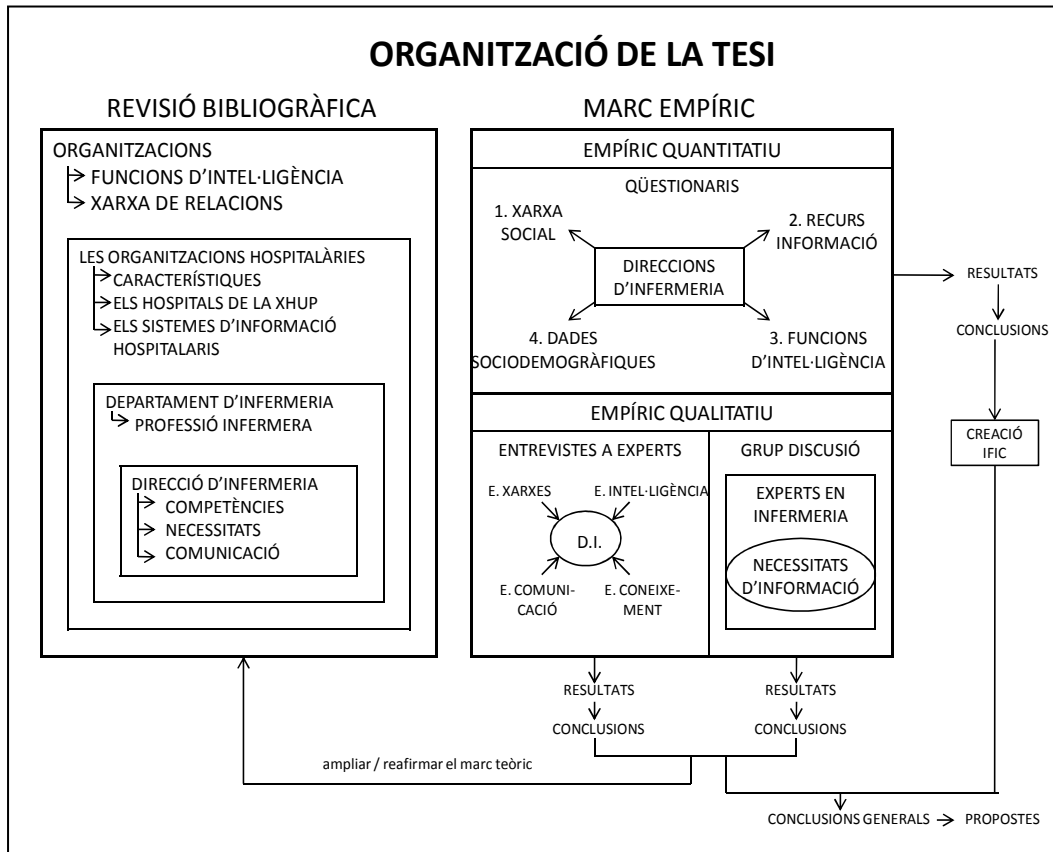 ORGANITZACIÓ DE LA TESI
REVISIÓ BIBLIOGRÀFICA
ORGANITZACIONS
FUNCIONS D'INTEL·LIGÈNCIA
XARXA DE RELACIONS
LES ORGANITZACIONS HOSPITALÀRIES
CARACTERÍSTIQUES
ELS HOSPITALS DE LA XHUP
ELS SISTEMES D'INFORMACIÓ
HOSPITALARIS
DEPARTAMENT D'INFERMERIA
PROFESSIÓ INFERMERA
DIRECCIÓ D'INFERMERIA
COMPETÈNCIES
NECESSITATS
COMUNICACIÓ
MARC EMPÍRIC
EMPÍRIC QUANTITATIU
QÜESTIONARIS
1. XARXA
SOCIAL
2. RECURS
INFORMACIÓ
DIRECCIONS
D'INFERMERIA
4. DADES
SOCIODEMOGRÀFIQUES
3. FUNCIONS
D'INTEL·LIGÈNCIA
EMPÍRIC QUALITATIU
ENTREVISTES A EXPERTS
E. XARXES
E. INTEL·LIGÈNCIA
D.I.
E. COMUNI-
CACIÓ
E. CONEIXE-
MENT
GRUP DISCUSIÓ
EXPERTS EN
INFERMERIA
NECESSITATS
D'INFORMACIÓ
RESULTATS
CONCLUSIONS
CREACIÓ
IFIC
RESULTATS
CONCLUSIONS
RESULTATS
CONCLUSIONS
ampliar / reafirmar el marc teòric
CONCLUSIONS GENERALS
PROPOSTES